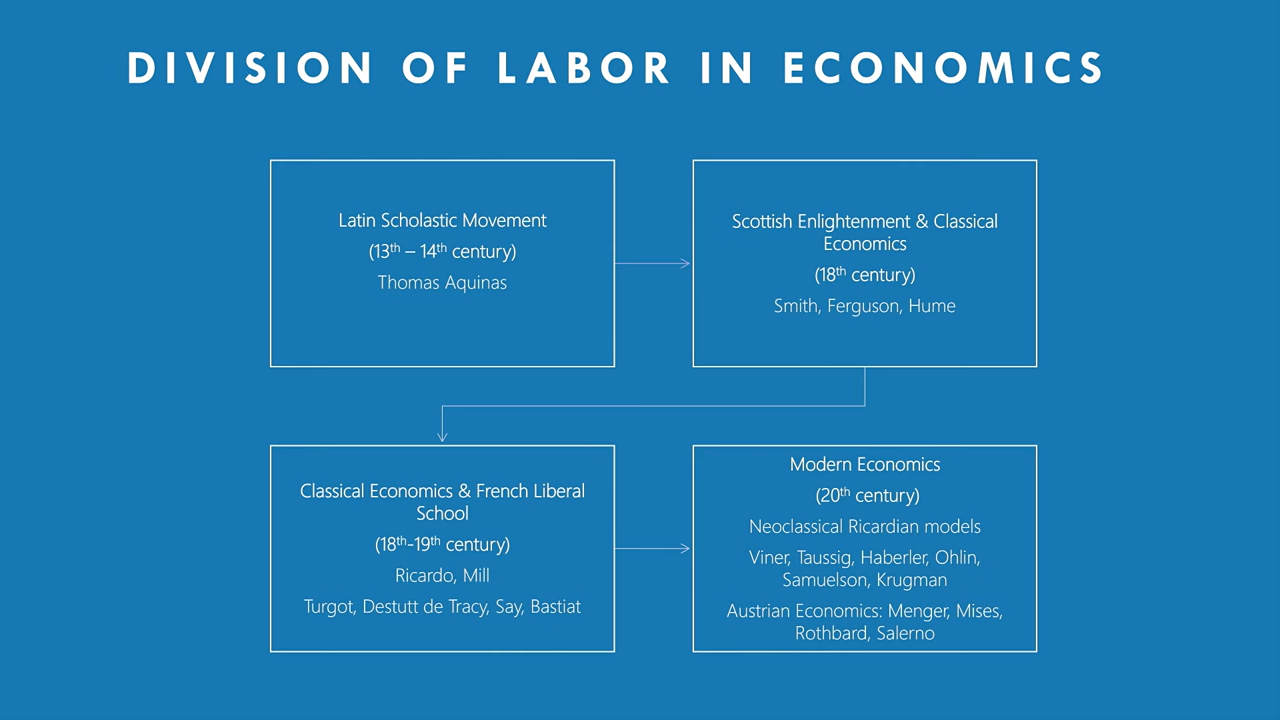 DIVISION OF LABOR IN ECONOMICS
Latin Scholastic Movement
(13th – 14th century)
Thomas Aquinas
Scottish Enlightenment & Classical
Economics
(18th century)
Smith, Ferguson, Hume
Classical Economics & French Liberal
School
(18th-19th century)
Ricardo, Mill
Turgot, Destutt de Tracy, Say, Bastiat
Modern Economics
(20th century)
Neoclassical Ricardian models
Viner, Taussig, Haberler, Ohlin,
Samuelson, Krugman
Austrian Economics: Menger, Mises,
Rothbard, Salerno